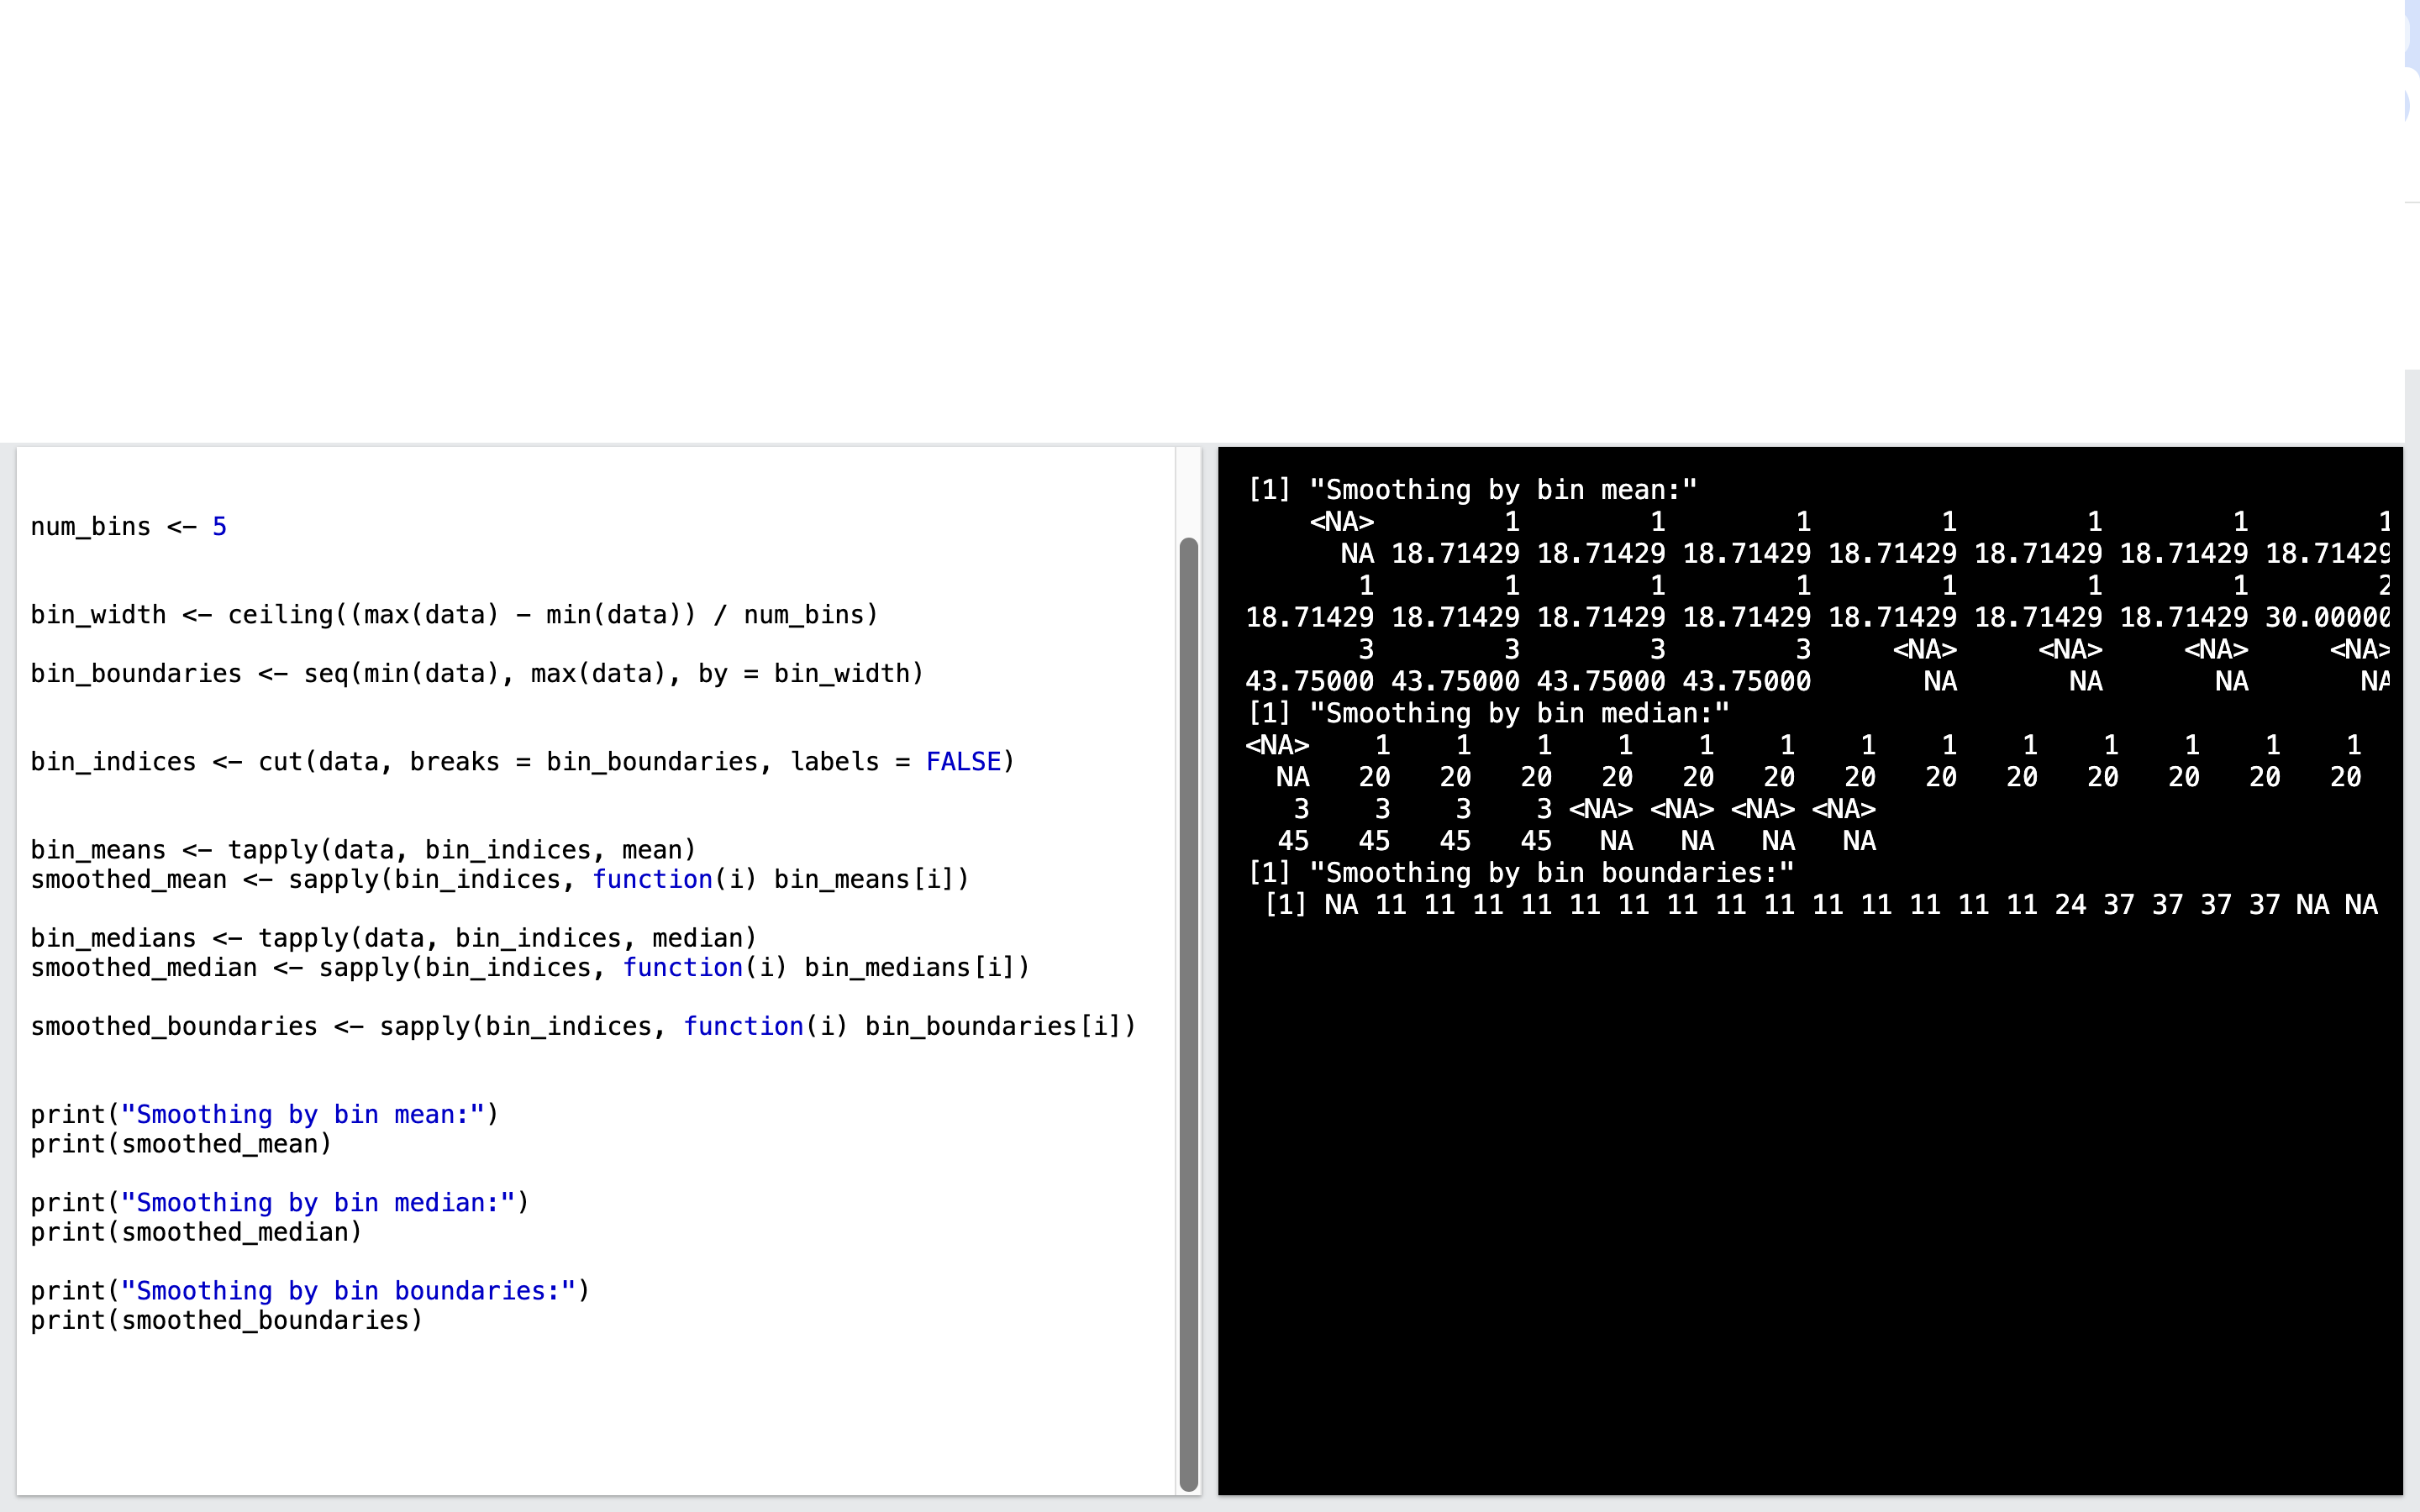 num_bins <- 5
bin_width <- ceiling((max(data) - min(data)) / num_bins)
bin_boundaries <- seq(min(data), max(data), by = bin_width)
bin_indices <- cut(data, breaks = bin_boundaries, labels = FALSE)
bin_means <- tapply(data, bin_indices, mean)
smoothed_mean <- sapply(bin_indices, function(i) bin_means[i])
bin_medians <- tapply(data, bin_indices, median)
smoothed_median <- sapply(bin_indices, function(i) bin_medians[i])
smoothed_boundaries <- sapply(bin_indices, function(i) bin_boundaries[i])
print("Smoothing by bin mean:")
print(smoothed_mean)
print("Smoothing by bin median:")
print(smoothed_median)
print("Smoothing by bin boundaries:")
print(smoothed_boundaries)
[1] "Smoothing by bin mean:"
<NA> 1 1 1 1 1 1 1
NA 18.71429 18.71429 18.71429 18.71429 18.71429 18.71429 18.71429
1 1 1 1 1 1 1 2
18.71429 18.71429 18.71429 18.71429 18.71429 18.71429 18.71429 30.00000
3 3 3 3 <NA> <NA> <NA> <NA>
43.75000 43.75000 43.75000 43.75000 NA NA NA NA
[1] "Smoothing by bin median:"
<NA> 1 1 1 1 1 1 1 1 1 1 1 1 1
NA 20 20 20 20 20 20 20 20 20 20 20 20 20
3 3 3 3 <NA> <NA> <NA> <NA>
45 45 45 45 NA NA NA NA
[1] "Smoothing by bin boundaries:"
[1] NA 11 11 11 11 11 11 11 11 11 11 11 11 11 11 24 37 37 37 37 NA NA